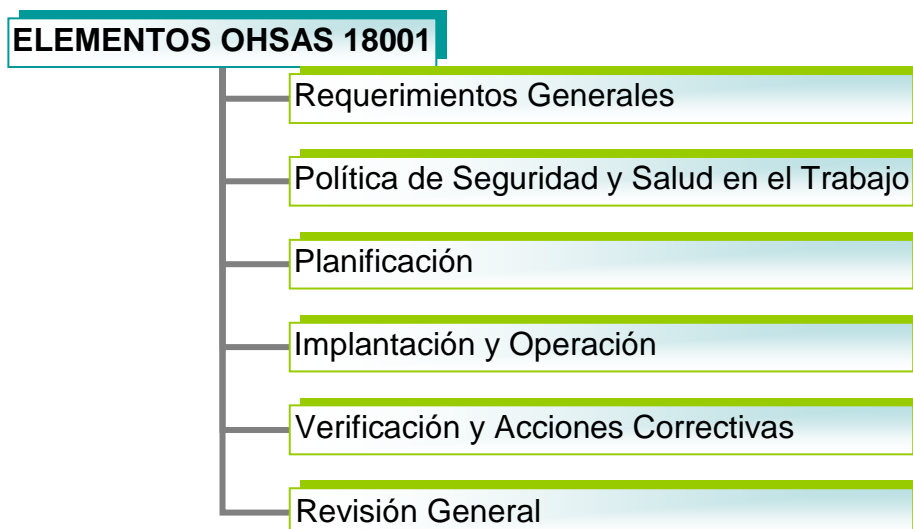 ELEMENTOS OHSAS 18001
Requerimientos Generales
Política de Seguridad y Salud en el Trabajo
Planificación
Implantación y Operación
Verificación y Acciones Correctivas
Revisión General